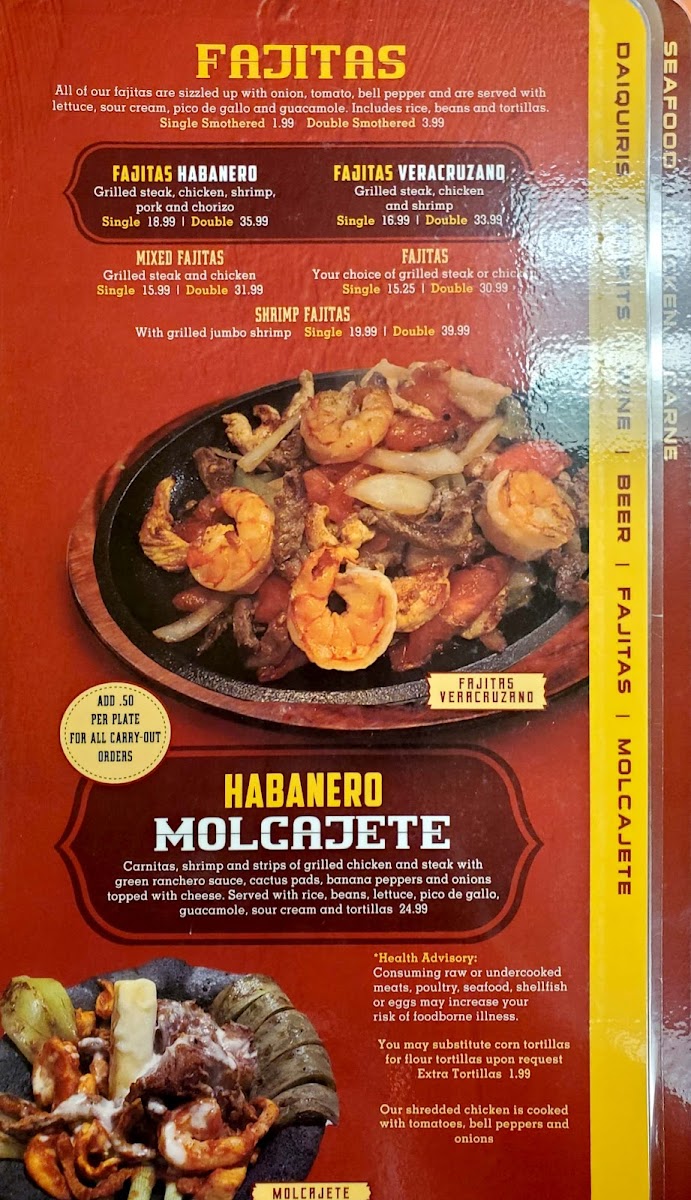 FAJITAS
All of our fajitas are sizzled up with onion, tomato, bell pepper and are served with
lettuce, sour cream, pico de gallo and guacamole. Includes rice, beans and tortillas.
Single Smothered 1.99 Double Smothered 3.99
FAJITAS HABANERO
Grilled steak, chicken, shrimp,
pork and chorizo
Single 18.99 | Double 35.99
FAJITAS VERACRUZANO
Grilled steak, chicken
and shrimp
Single 16.99 | Double 33.99
MIXED FAJITAS
Grilled steak and chicken
Single 15.99 | Double 31.99
FAJITAS
Your choice of grilled steak or chicken
Single 15.25 | Double 30.99
SHRIMP FAJITAS
With grilled jumbo shrimp Single 19.99 | Double 39.99
FAJITAS
VERACRUZANO
ADD .50
PER PLATE
FOR ALL CARRY-OUT
ORDERS
HABANERO
MOLCAJETE
Carnitas, shrimp and strips of grilled chicken and steak with
green ranchero sauce, cactus pads, banana peppers and onions
topped with cheese. Served with rice, beans, lettuce, pico de gallo,
guacamole, sour cream and tortillas 24.99
*Health Advisory:
Consuming raw or undercooked
meats, poultry, seafood, shellfish
or eggs may increase your
risk of foodborne illness.
You may substitute corn tortillas
for flour tortillas upon request
Extra Tortillas 1.99
Our shredded chicken is cooked
with tomatoes, bell peppers and
onions
MOLCAJETE
DAIQUIRIS | WINE | BEER | FAJITAS | MOLCAJETE
SEAFOOD